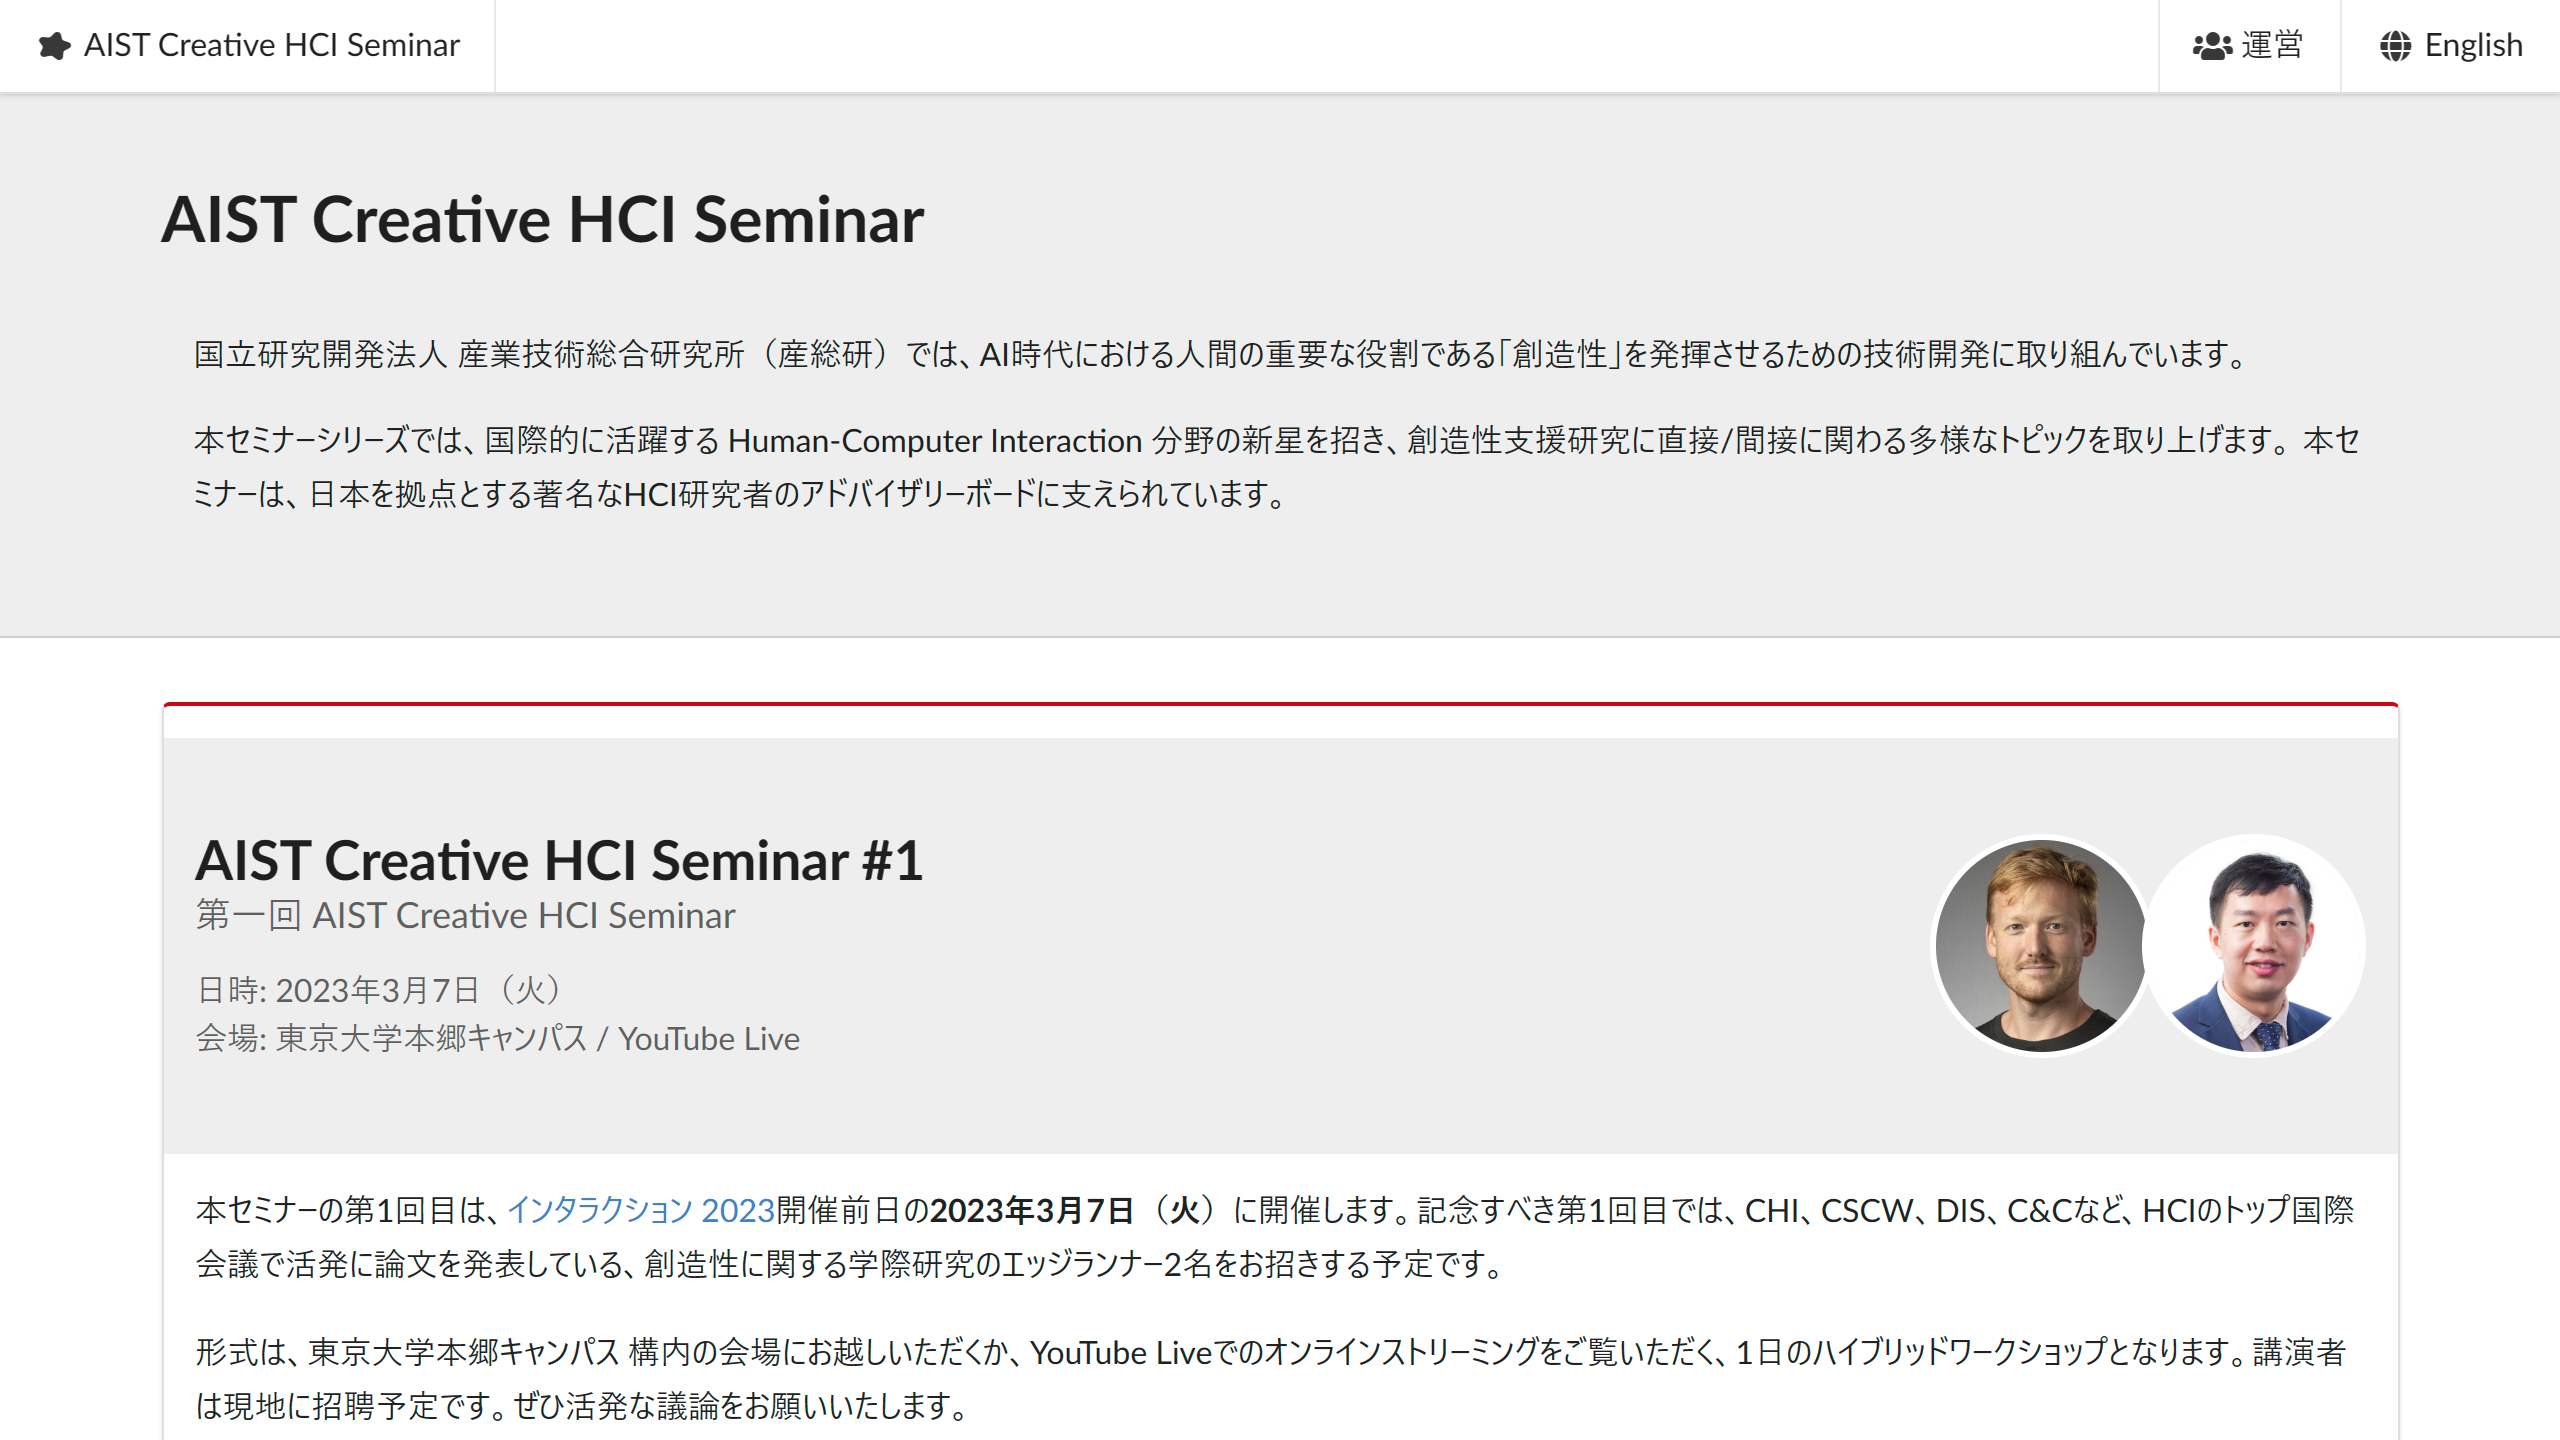 AIST Creative HCI Seminar
運営
English
AIST Creative HCI Seminar
国立研究開発法人 産業技術総合研究所（産総研）では、AI時代における人間の重要な役割である「創造性」を発揮させるための技術開発に取り組んでいます。
本セミナーシリーズでは、国際的に活躍する Human-Computer Interaction 分野の新星を招き、創造性支援研究に直接/間接に関わる多様なトピックを取り上げます。 本セ
ミナーは、日本を拠点とする著名なHCI研究者のアドバイザリーボードに支えられています。
AIST Creative HCI Seminar #1
第一回 AIST Creative HCI Seminar
日時: 2023年3月7日（火）
会場: 東京大学本郷キャンパス / YouTube Live
本セミナーの第1回目は、インタラクション 2023開催前日の2023年3月7日（火）に開催します。記念すべき第1回目では、CHI、CSCW、DIS、C&Cなど、HCIのトップ国際
会議で活発に論文を発表している、創造性に関する学際研究のエッジランナー2名をお招きする予定です。
形式は、東京大学本郷キャンパス 構内の会場にお越しいただくか、YouTube Liveでのオンラインストリーミングをご覧いただく、1日のハイブリッドワークショップとなります。講演者
は現地に招聘予定です。ぜひ活発な議論をお願いいたします。